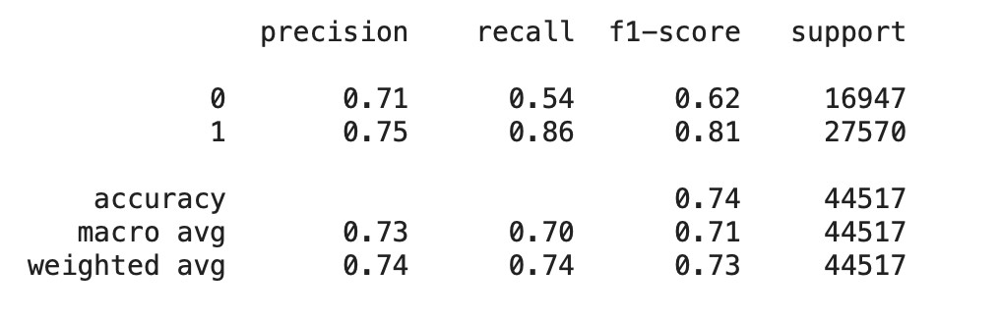 precision recall f1-score support
0 0.71 0.54 0.62 16947
1 0.75 0.86 0.81 27570
accuracy 0.74 44517
macro avg 0.73 0.70 0.71 44517
weighted avg 0.74 0.74 0.73 44517